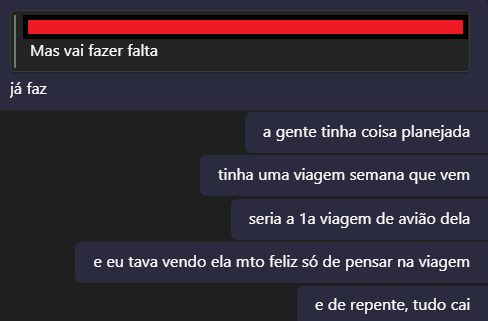 Mas vai fazer falta
já faz
a gente tinha coisa planejada
tinha uma viagem semana que vem
seria a 1a viagem de avião dela
e eu tava vendo ela mto feliz só de pensar na viagem
e de repente, tudo cai